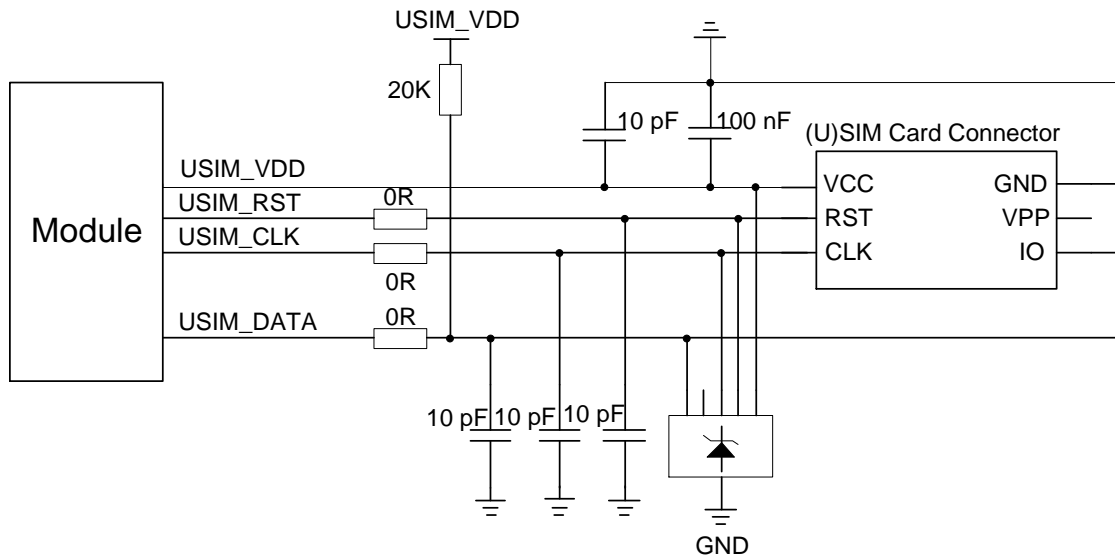 USIM_VDD
20K
10 pF 100 nF
(U)SIM Card Connector
Module
USIM_VDD
USIM_RST
USIM_CLK
USIM_DATA
0R
0R
0R
VCC GND
RST VPP
CLK IO
10 pF 10 pF 10 pF
GND